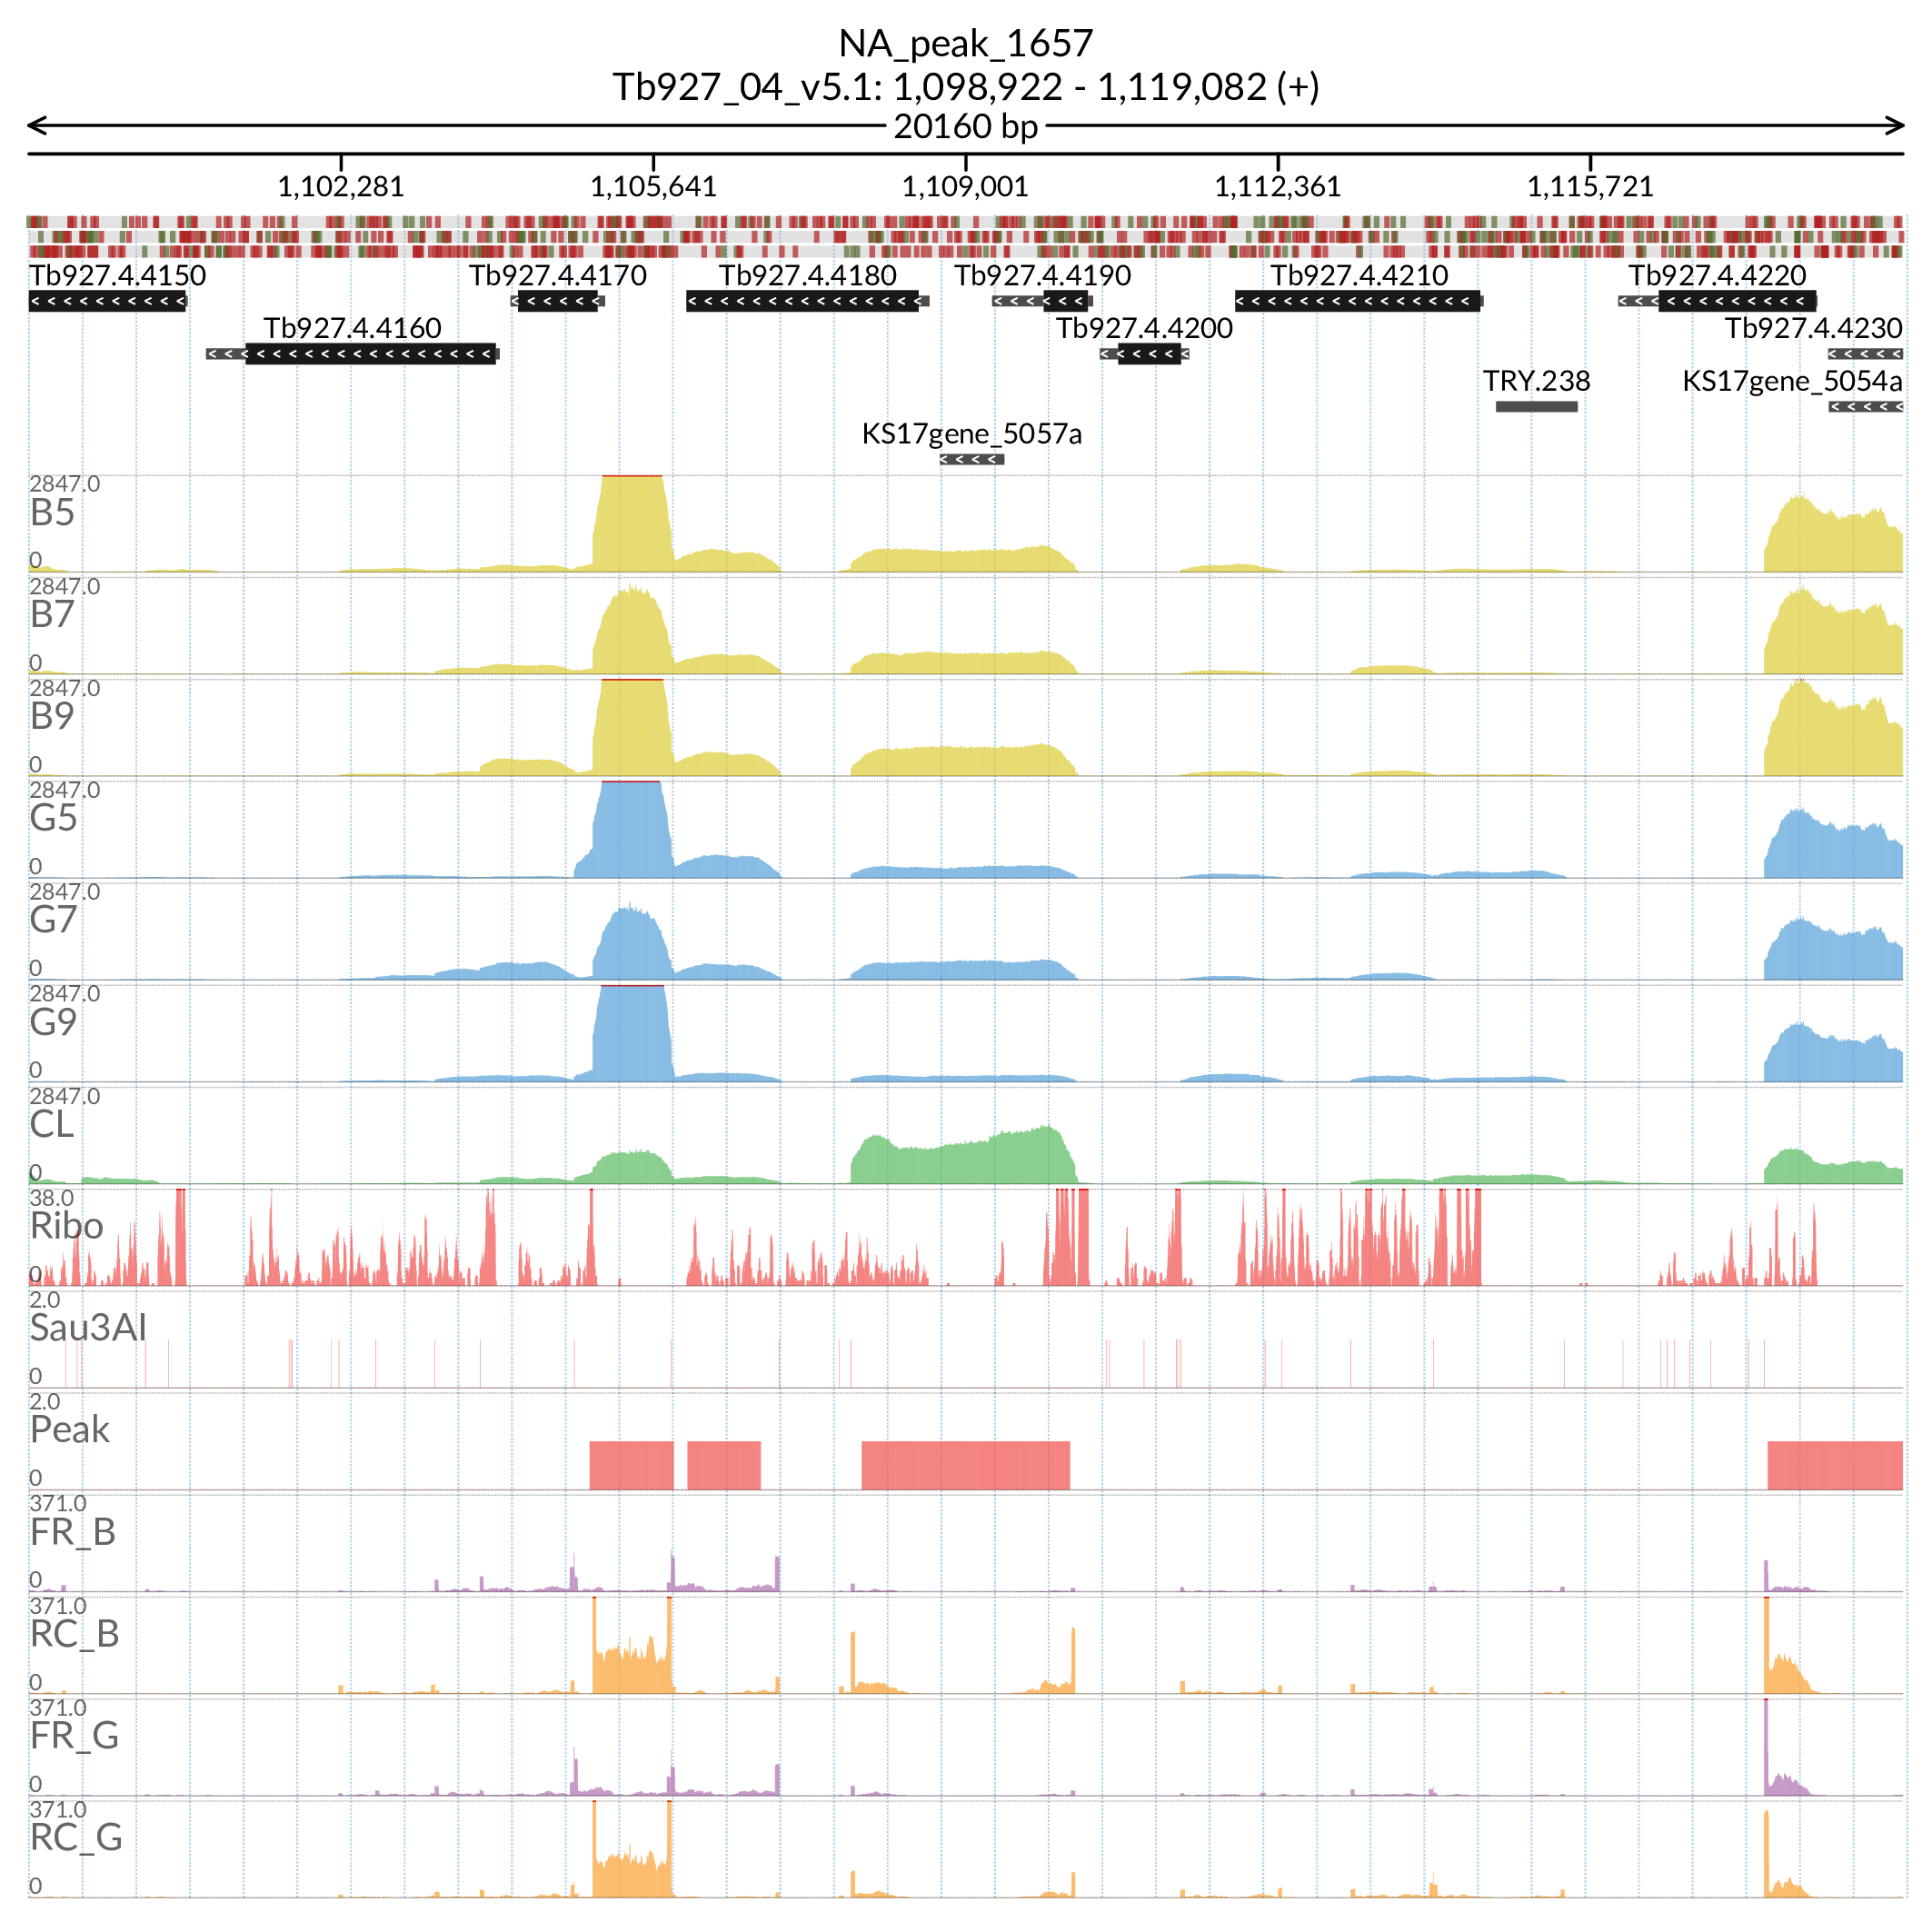 NA_peak_1657
Tb927_04_v5.1: 1,098,922 - 1,119,082 (+)
20160 bp
1,102,281 1,105,641 1,109,001 1,112,361 1,115,721
Tb927.4.4150 Tb927.4.4170 Tb927.4.4180 Tb927.4.4190 Tb927.4.4210 Tb927.4.4220
Tb927.4.4160 Tb927.4.4200 Tb927.4.4230
TRY.238 KS17gene_5054a
KS17gene_5057a
2847.0
B5
0
2847.0
B7
0
2847.0
B9
0
2847.0
G5
0
2847.0
G7
0
2847.0
G9
0
2847.0
CL
0
38.0
Ribo
0
2.0
Sau3AI
0
2.0
Peak
0
371.0
FR_B
0
371.0
RC_B
0
371.0
FR_G
0
371.0
RC_G
0